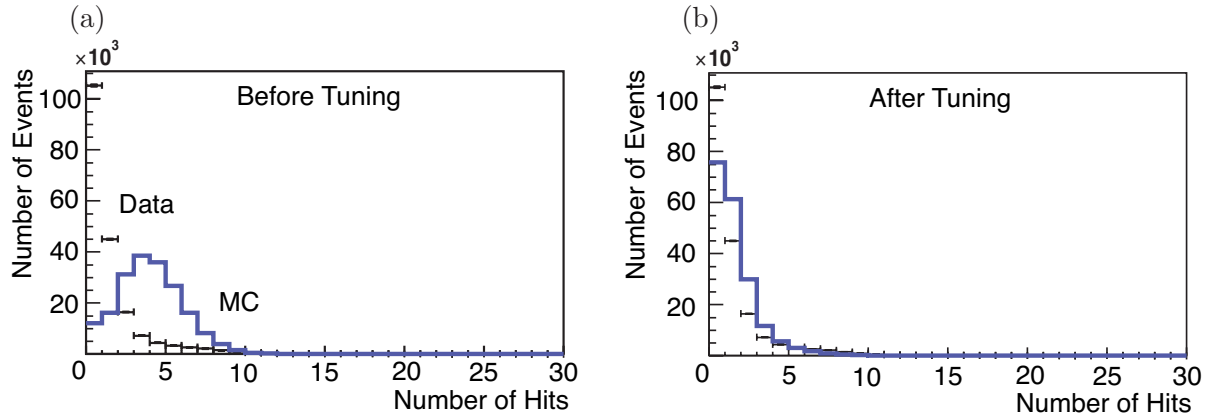 (a)
×10³
Number of Events
100
80
60
40
20
Before Tuning
Data
MC
0 5 10 15 20 25 30
Number of Hits
(b)
×10³
Number of Events
100
80
60
40
20
After Tuning
0 5 10 15 20 25 30
Number of Hits